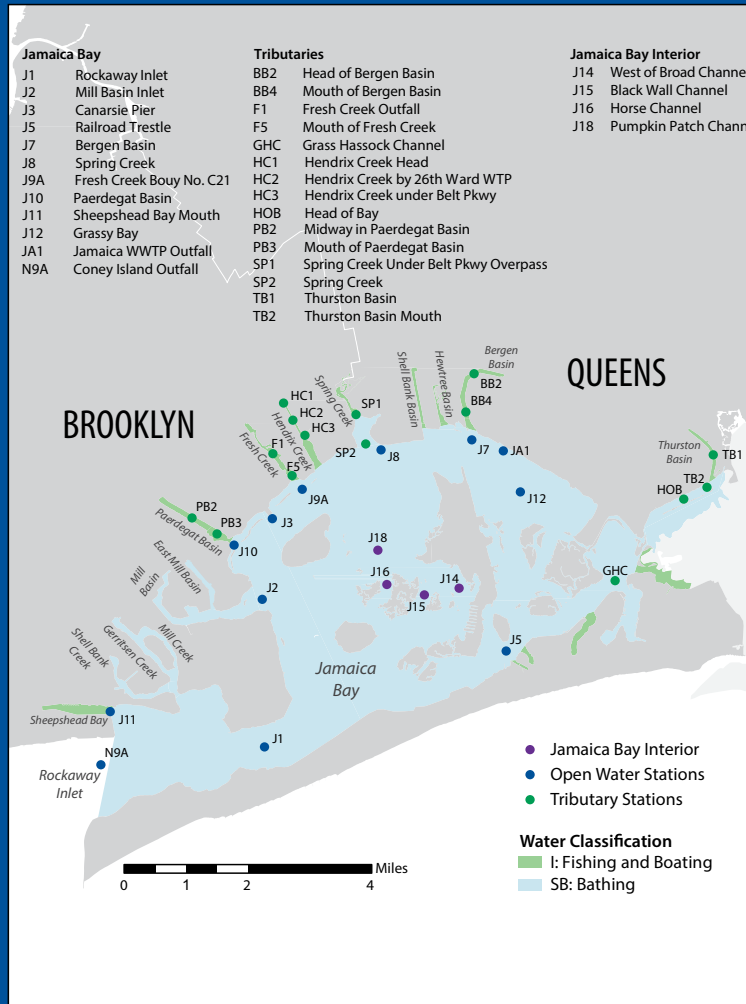 Jamaica Bay
J1 Rockaway Inlet
J2 Mill Basin Inlet
J3 Canarsie Pier
J5 Railroad Trestle
J7 Bergen Basin
J8 Spring Creek
J9A Fresh Creek Bouy No. C21
J10 Paerdegat Basin
J11 Sheepshead Bay Mouth
J12 Grassy Bay
JA1 Jamaica WWTP Outfall
N9A Coney Island Outfall
Tributaries
BB2 Head of Bergen Basin
BB4 Mouth of Bergen Basin
F1 Fresh Creek Outfall
F5 Mouth of Fresh Creek
GHC Grass Hassock Channel
HC1 Hendrix Creek Head
HC2 Hendrix Creek by 26th Ward WTP
HC3 Hendrix Creek under Belt Pkwy
HOB Head of Bay
PB2 Midway in Paerdegat Basin
PB3 Mouth of Paerdegat Basin
SP1 Spring Creek Under Belt Pkwy Overpass
SP2 Spring Creek
TB1 Thurston Basin
TB2 Thurston Basin Mouth
Jamaica Bay Interior
J14 West of Broad Channe
J15 Black Wall Channel
J16 Horse Channel
J18 Pumpkin Patch Chann
BROOKLYN
QUEENS
Bergen
Basin
Hewtree Basin
Shell Bank Basin
Spring Creek
Hendrix Creek
Fresh Creek
Thurston
Basin
BB2
BB4
HC1
HC2
HC3
SP1
SP2
J8
F1
F5
J7
JA1
J12
TB1
TB2
HOB
J9A
PB2
PB3
Paerdegat Basin
J3
J10
J18
J16
J15
J14
GHC
East Mill Basin
Mill
Basin
J2
Mill Creek
Gerritsen Creek
Shell Bank
Creek
J5
Jamaica
Bay
Sheepshead Bay
J11
J1
N9A
Rockaway
Inlet
Jamaica Bay Interior
Open Water Stations
Tributary Stations
Water Classification
I: Fishing and Boating
SB: Bathing
Miles
0 1 2 4